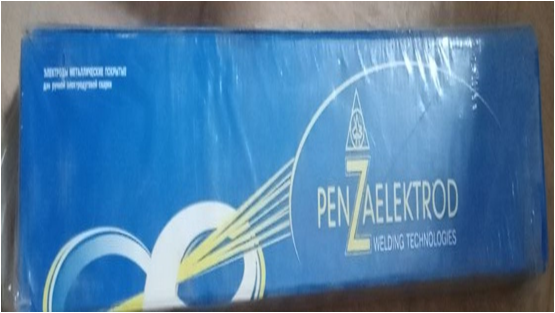 ЭЛЕКТРОДЫ МЕТАЛЛИЧЕСКИЕ ПОКРЫТЫЕ
для ручной электродуговой сварки
PENZAELEKTROD
WELDING TECHNOLOGIES